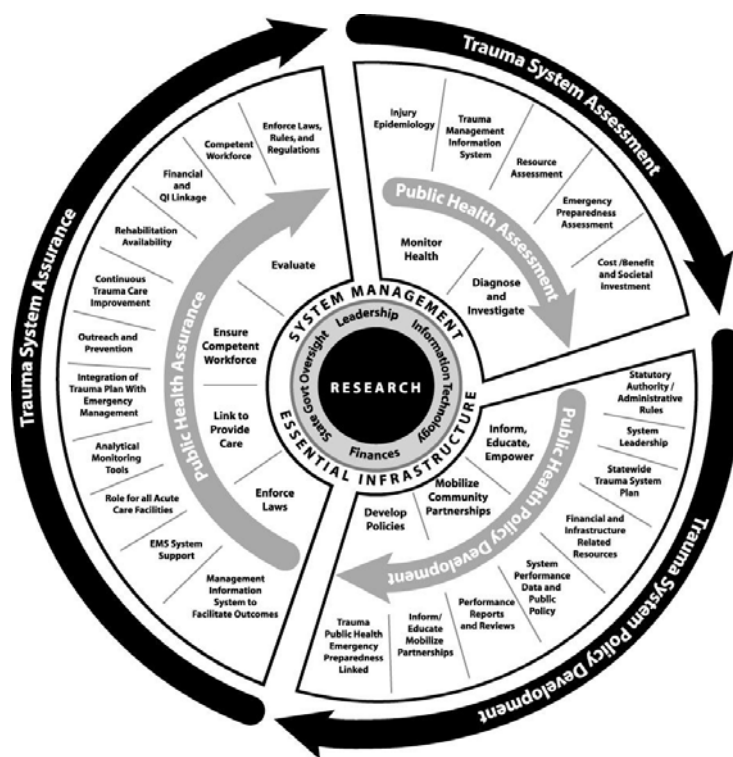 Trauma System Assessment
Injury
Epidemiology
Trauma
Management
Information
System
Resource
Assessment
Emergency
Preparedness
Assessment
Cost /Benefit
and Societal
Investment
Public Health Assessment
Monitor
Health
Diagnose
and
Investigate
Trauma System Policy Development
Statutory
Authority /
Administrative
Rules
System
Leadership
Statewide
Trauma System
Plan
Financial and
Infrastructure
Related
Resources
System
Performance
Data and
Public
Policy
Performance
Reports
and Reviews
Inform/
Educate
Mobilize
Partnerships
Trauma
Public Health
Emergency
Preparedness
Linked
Public Health Policy Development
Inform,
Educate,
Empower
Mobilize
Community
Partnerships
Develop
Policies
Trauma System Assurance
Management
Information
System to
Facilitate Outcomes
EMS System
Support
Role for all Acute
Care Facilities
Analytical
Monitoring
Tools
Integration of
Trauma Plan With
Emergency
Management
Outreach and
Prevention
Continuous
Trauma Care
Improvement
Rehabilitation
Availability
Financial
and
QI Linkage
Competent
Workforce
Enforce Laws,
Rules, and
Regulations
Public Health Assurance
Enforce
Laws
Link to
Provide
Care
Ensure
Competent
Workforce
Evaluate
SYSTEM MANAGEMENT
ESSENTIAL INFRASTRUCTURE
Leadership
Information Technology
Finances
State Govt Oversight
RESEARCH